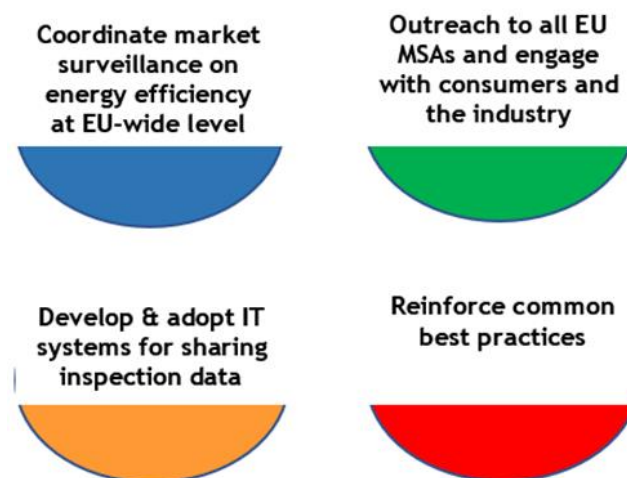 Coordinate market
surveillance on
energy efficiency
at EU-wide level
Outreach to all EU
MSAs and engage
with consumers and
the industry
Develop & adopt IT
systems for sharing
inspection data
Reinforce common
best practices